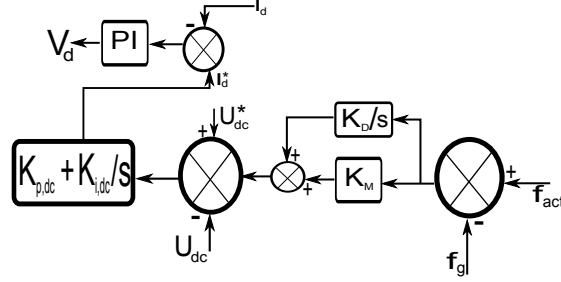 i_d
-
V_d PI
i_d^*
U_dc^*
K_D/s
+ +
K_p,dc + K_i,dc/s
+ K_M +
f_act
- -
U_dc
f_g